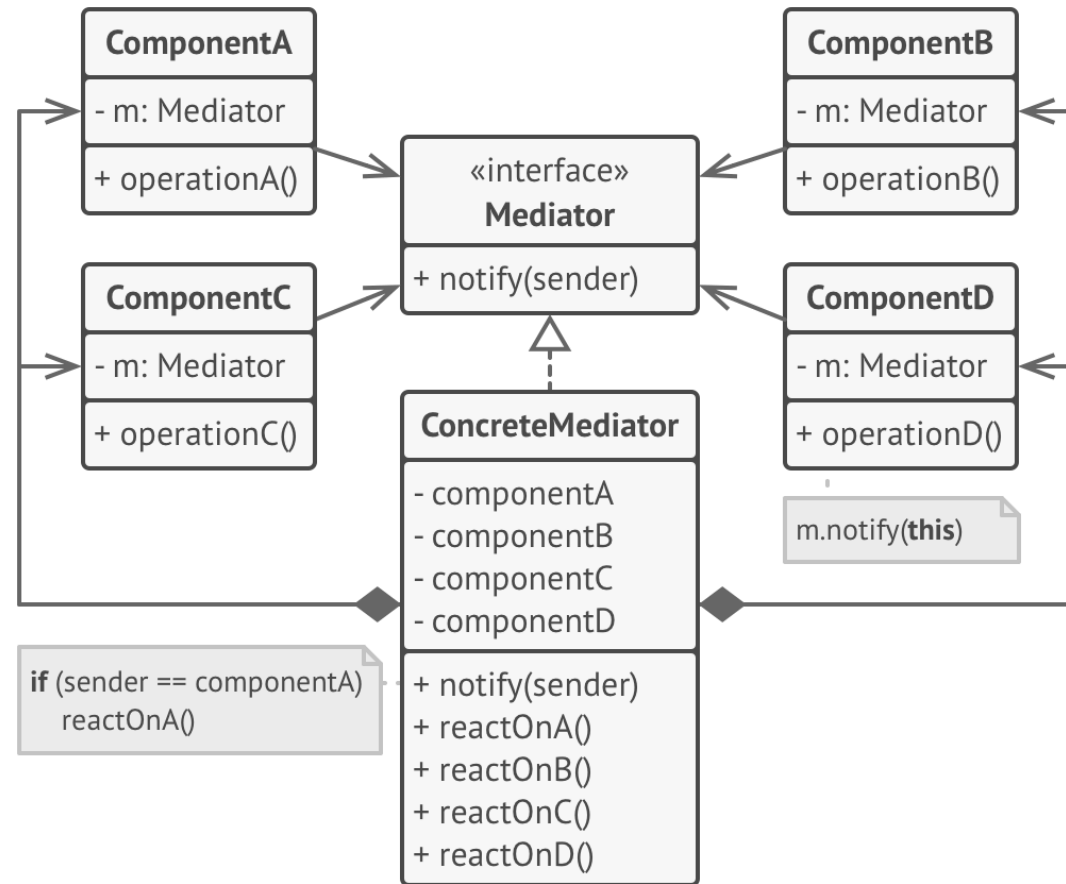 ComponentA
- m: Mediator
+ operationA()
ComponentB
- m: Mediator
+ operationB()
«interface»
Mediator
+ notify(sender)
ComponentC
- m: Mediator
+ operationC()
ComponentD
- m: Mediator
+ operationD()
m.notify(this)
ConcreteMediator
- componentA
- componentB
- componentC
- componentD
+ notify(sender)
+ reactOnA()
+ reactOnB()
+ reactOnC()
+ reactOnD()
if (sender == componentA)
reactOnA()